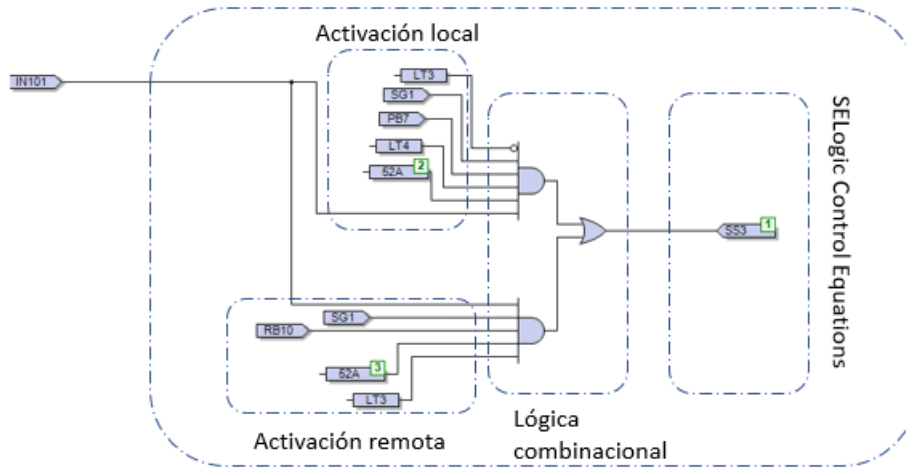 Activación local
IN101
LT3
SG1
PB7
LT4
52A
2
SS3
1
SELogic Control Equations
SG1
RB10
52A
3
LT3
Activación remota
Lógica
combinacional